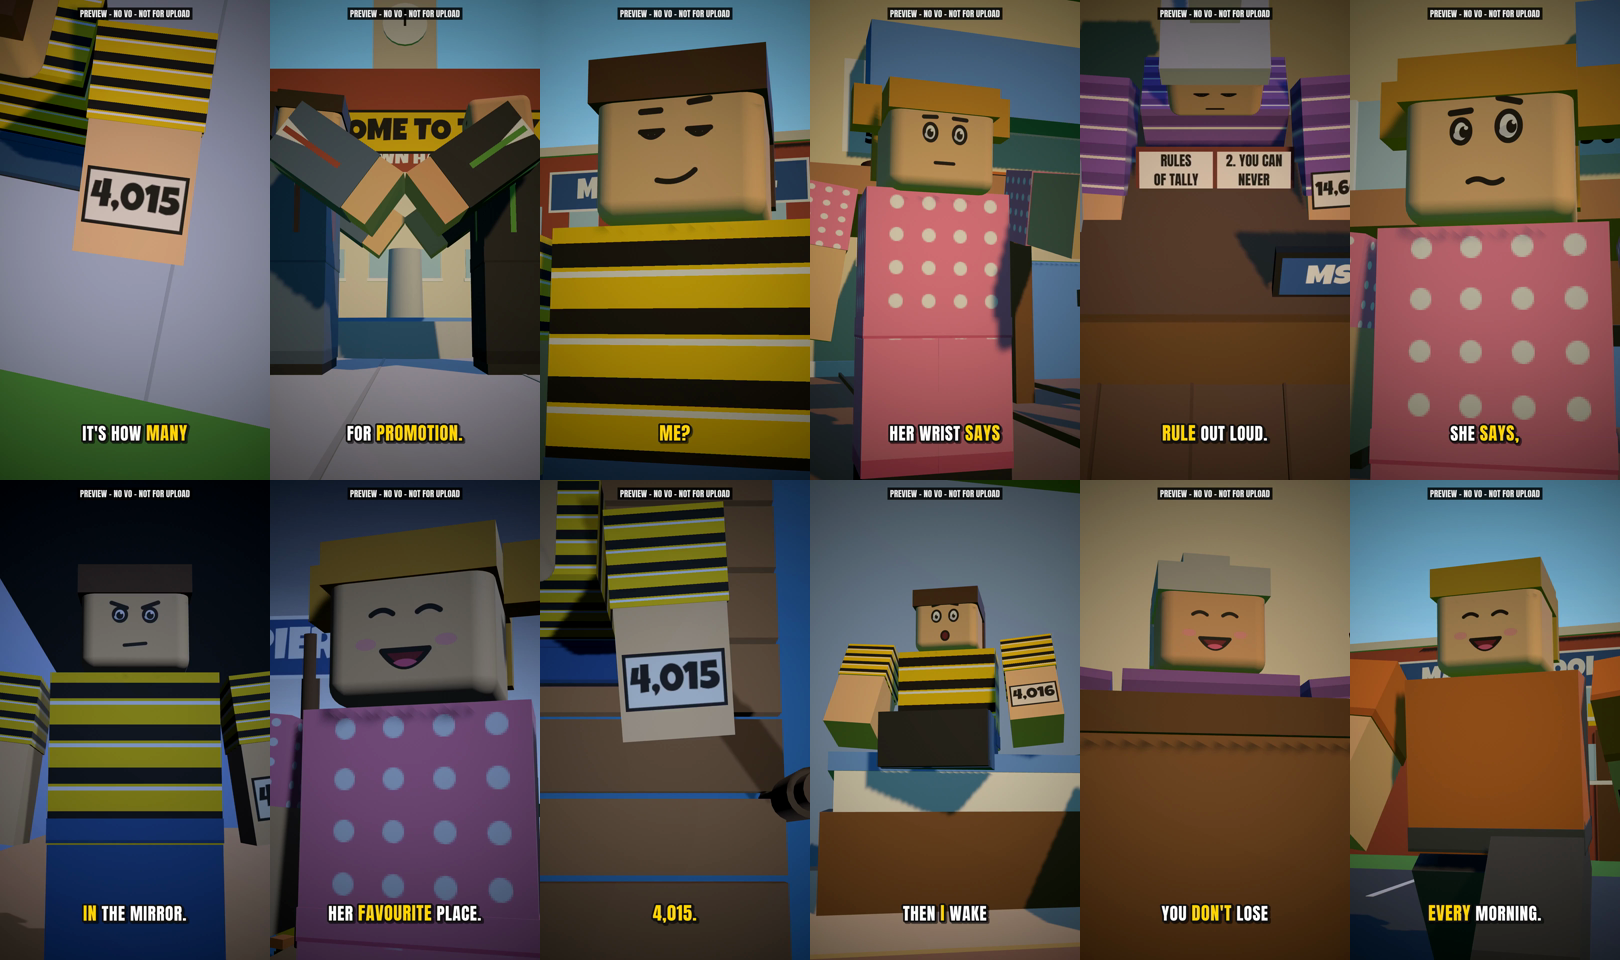 PREVIEW - NO VO - NOT FOR UPLOAD
4,015
IT'S HOW MANY
PREVIEW - NO VO - NOT FOR UPLOAD
OME TO
WN H
FOR PROMOTION.
PREVIEW - NO VO - NOT FOR UPLOAD
M
ME?
PREVIEW - NO VO - NOT FOR UPLOAD
HER WRIST SAYS
PREVIEW - NO VO - NOT FOR UPLOAD
RULES
OF TALLY
2. YOU CAN
NEVER
14,6
MS
RULE OUT LOUD.
PREVIEW - NO VO - NOT FOR UPLOAD
SHE SAYS,
PREVIEW - NO VO - NOT FOR UPLOAD
4
IN THE MIRROR.
PREVIEW - NO VO - NOT FOR UPLOAD
PIER
HER FAVOURITE PLACE.
PREVIEW - NO VO - NOT FOR UPLOAD
4,015
4,015.
PREVIEW - NO VO - NOT FOR UPLOAD
4,016
THEN I WAKE
PREVIEW - NO VO - NOT FOR UPLOAD
YOU DON'T LOSE
PREVIEW - NO VO - NOT FOR UPLOAD
OOL
EVERY MORNING.